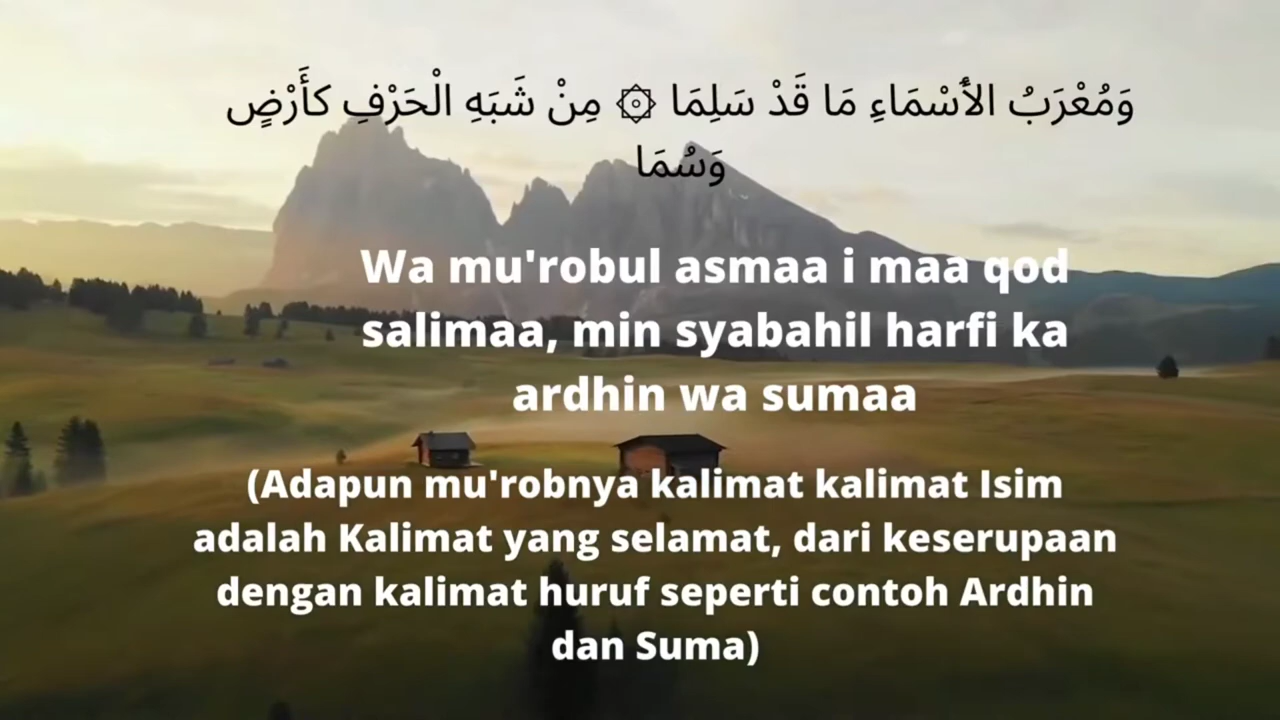 وَمُعْرَبُ الأَسْمَاءِ مَا قَدْ سَلِمَا ۞ مِنْ شَبَهِ الْحَرْفِ كَأَرْضٍ
وَسُمَا
Wa mu'robul asmaa i maa qod
salimaa, min syabahil harfi ka
ardhin wa sumaa
(Adapun mu'robnya kalimat kalimat Isim
adalah Kalimat yang selamat, dari keserupaan
dengan kalimat huruf seperti contoh Ardhin
dan Suma)